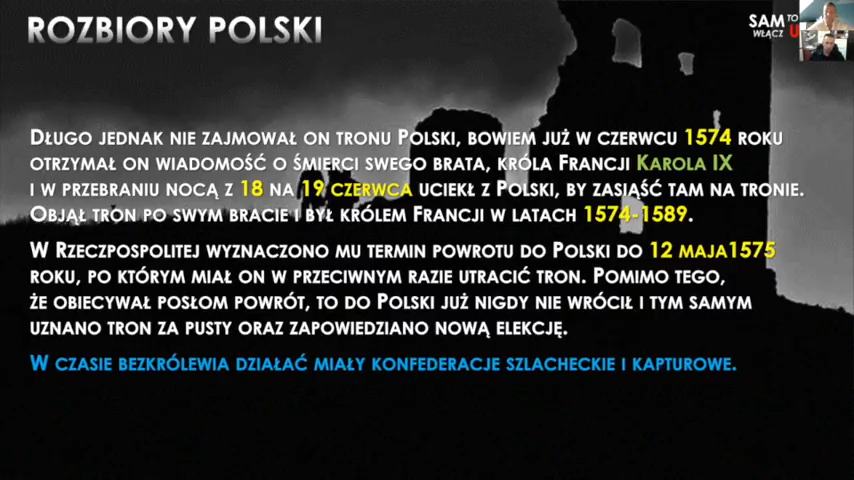 ROZBIORY POLSKI
SAM TO
WŁĄCZ
DŁUGO JEDNAK NIE ZAJMOWAŁ ON TRONU POLSKI, BOWIEM JUŻ W CZERWCU 1574 ROKU
OTRZYMAŁ ON WIADOMOŚĆ O ŚMIERCI SWEGO BRATA, KRÓLA FRANCJI KAROLA IX
I W PRZEBRANIU NOCĄ Z 18 NA 19 CZERWCA UCIEKŁ Z POLSKI, BY ZASIĄŚĆ TAM NA TRONIE.
OBJĄŁ TRON PO SWYM BRACIE I BYŁ KRÓLEM FRANCJI W LATACH 1574-1589.
W RZECZPOSPOLITEJ WYZNACZONO MU TERMIN POWROTU DO POLSKI DO 12 MAJA1575
ROKU, PO KTÓRYM MIAŁ ON W PRZECIWNYM RAZIE UTRACIĆ TRON. POMIMO TEGO,
ŻE OBIECYWAŁ POSŁOM POWRÓT, TO DO POLSKI JUŻ NIGDY NIE WRÓCIŁ I TYM SAMYM
UZNANO TRON ZA PUSTY ORAZ ZAPOWIEDZIANO NOWĄ ELEKCJĘ.
W CZASIE BEZKRÓLEWIA DZIAŁAĆ MIAŁY KONFEDERACJE SZLACHECKIE I KAPTUROWE.